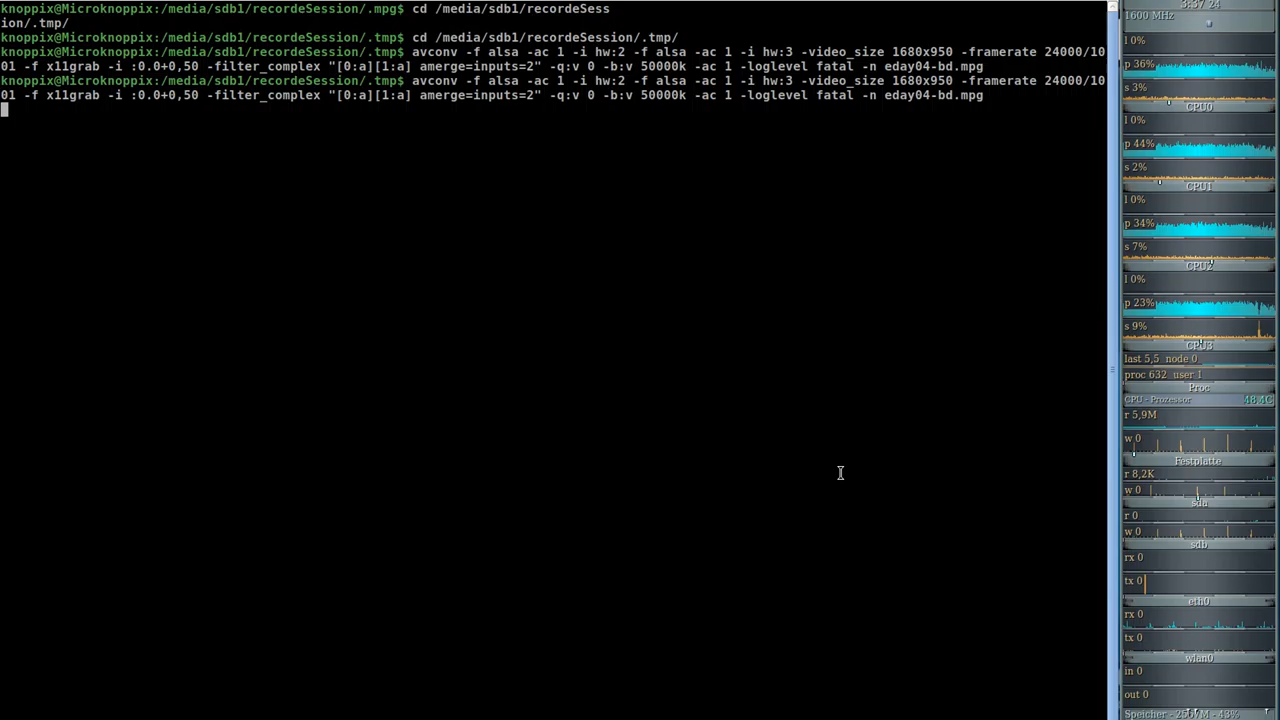 knoppix@Microknoppix:/media/sdb1/recordeSession/.mpg$ cd /media/sdb1/recordeSess
ion/.tmp/
knoppix@Microknoppix:/media/sdb1/recordeSession/.tmp$ cd /media/sdb1/recordeSession/.tmp/
knoppix@Microknoppix:/media/sdb1/recordeSession/.tmp$ avconv -f alsa -ac 1 -i hw:2 -f alsa -ac 1 -i hw:3 -video_size 1680x950 -framerate 24000/10
01 -f x11grab -i :0.0+0,50 -filter_complex "[0:a][1:a] amerge=inputs=2" -q:v 0 -b:v 50000k -ac 1 -loglevel fatal -n eday04-bd.mpg
knoppix@Microknoppix:/media/sdb1/recordeSession/.tmp$ avconv -f alsa -ac 1 -i hw:2 -f alsa -ac 1 -i hw:3 -video_size 1680x950 -framerate 24000/10
01 -f x11grab -i :0.0+0,50 -filter_complex "[0:a][1:a] amerge=inputs=2" -q:v 0 -b:v 50000k -ac 1 -loglevel fatal -n eday04-bd.mpg
3:37 24
1600 MHz
l 0%
p 36%
s 3%
CPU0
l 0%
p 44%
s 2%
CPU1
l 0%
p 34%
s 7%
CPU2
l 0%
p 23%
s 9%
CPU3
last 5,5 node 0
proc 632 user 1
Proc
CPU - Prozessor 48,4C
r 5,9M
w 0
Festplatte
r 8,2K
w 0
sda
r 0
w 0
sdb
rx 0
tx 0
eth0
rx 0
tx 0
wlan0
in 0
out 0
Speicher - 43%